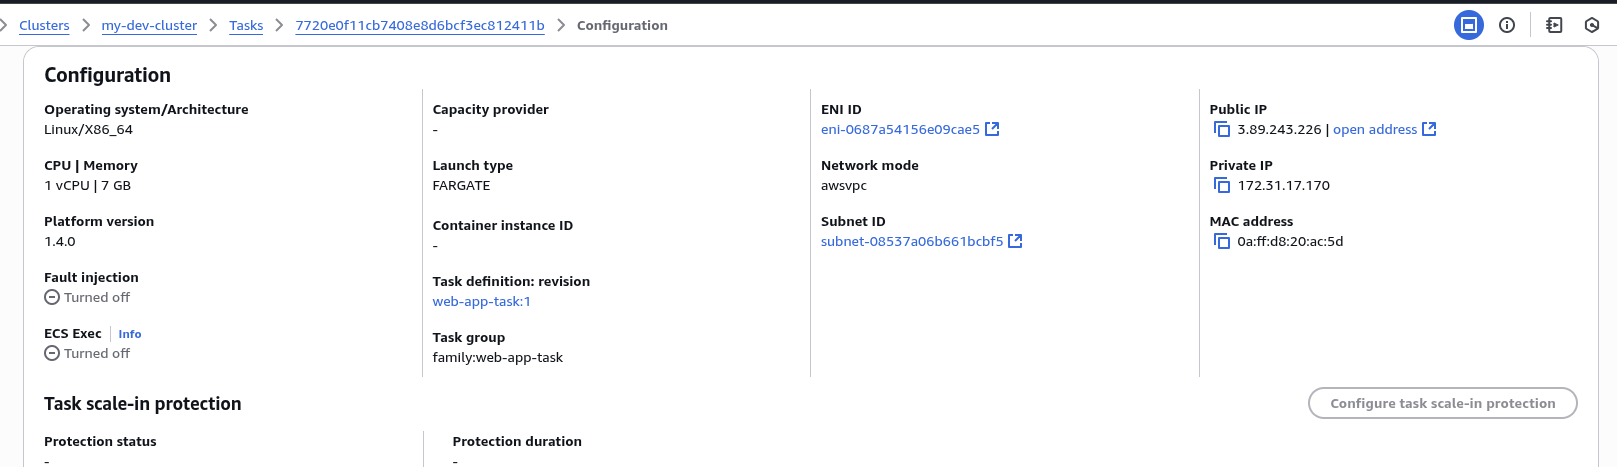 Clusters
my-dev-cluster
Tasks
7720e0f11cb7408e8d6bcf3ec812411b
Configuration
Configuration
Operating system/Architecture
Linux/X86_64
CPU | Memory
1 vCPU | 7 GB
Platform version
1.4.0
Fault injection
Turned off
ECS Exec | Info
Turned off
Capacity provider
-
Launch type
FARGATE
Container instance ID
-
Task definition: revision
web-app-task:1
Task group
family:web-app-task
ENI ID
eni-0687a54156e09cae5
Network mode
awsvpc
Subnet ID
subnet-08537a06b661bcbf5
Public IP
3.89.243.226 | open address
Private IP
172.31.17.170
MAC address
0a:ff:d8:20:ac:5d
Task scale-in protection
Configure task scale-in protection
Protection status
-
Protection duration
-